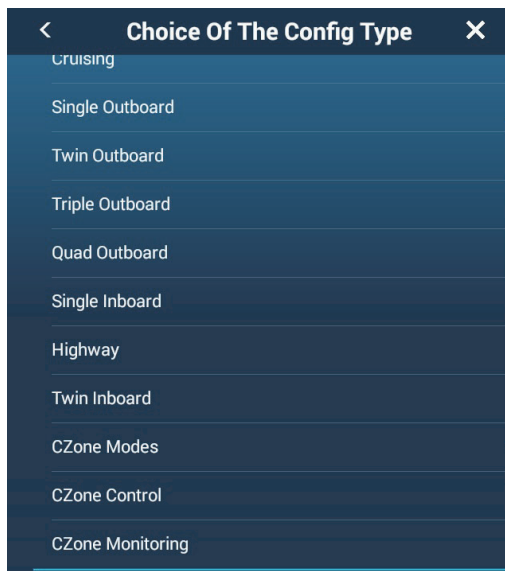 Choice Of The Config Type
Cruising
Single Outboard
Twin Outboard
Triple Outboard
Quad Outboard
Single Inboard
Highway
Twin Inboard
CZone Modes
CZone Control
CZone Monitoring